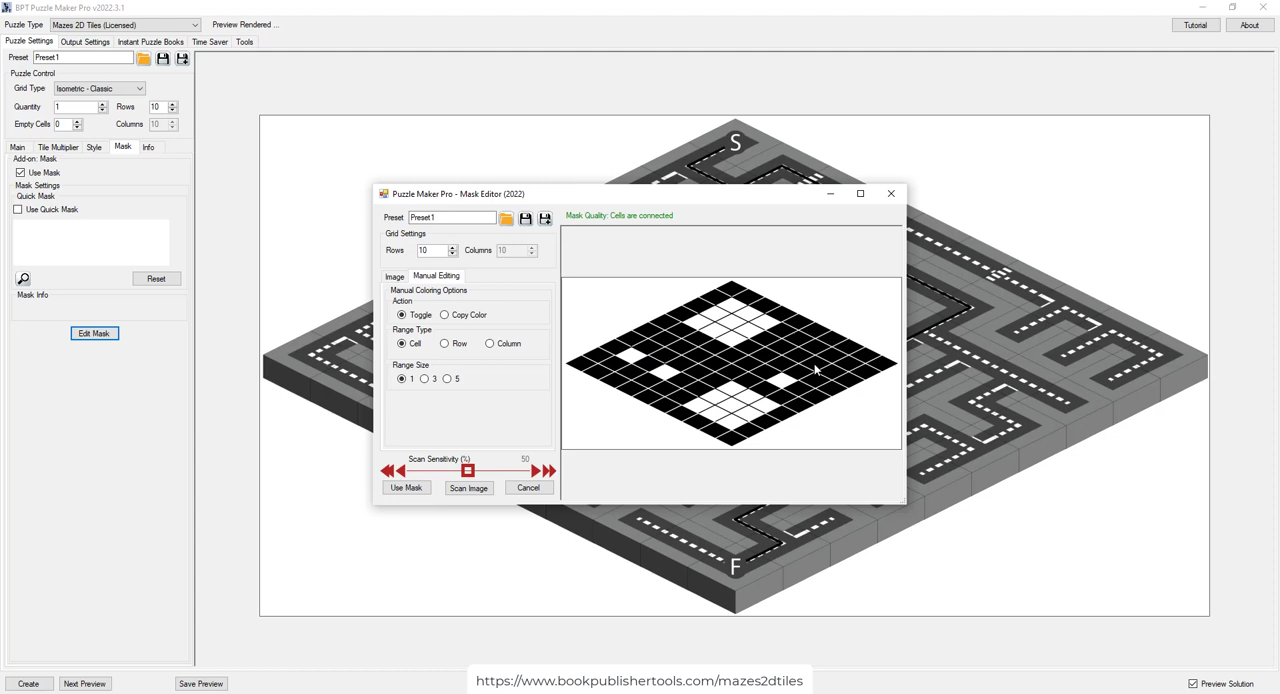 BPT Puzzle Maker Pro v2022.3.1
Puzzle Type Mazes 2D Tiles (Licensed) Preview Rendered ... Tutorial About
Puzzle Settings Output Settings Instant Puzzle Books Time Saver Tools
Preset Preset1
Puzzle Control
Grid Type Isometric - Classic
Quantity 1 Rows 10
Empty Cells 0 Columns 10
Main Tile Multiplier Style Mask Info
Add-on: Mask
Use Mask
Mask Settings
Quick Mask
Use Quick Mask
Reset
Mask Info
Edit Mask
S
Puzzle Maker Pro - Mask Editor (2022)
Preset Preset1 Mask Quality: Cells are connected
Grid Settings
Rows 10 Columns 10
Image Manual Editing
Manual Coloring Options
Action
Toggle Copy Color
Range Type
Cell Row Column
Range Size
1 3 5
Scan Sensitivity (%) 50
Use Mask Scan Image Cancel
F
Create Next Preview Save Preview Preview Solution
https://www.bookpublishertools.com/mazes2dtiles